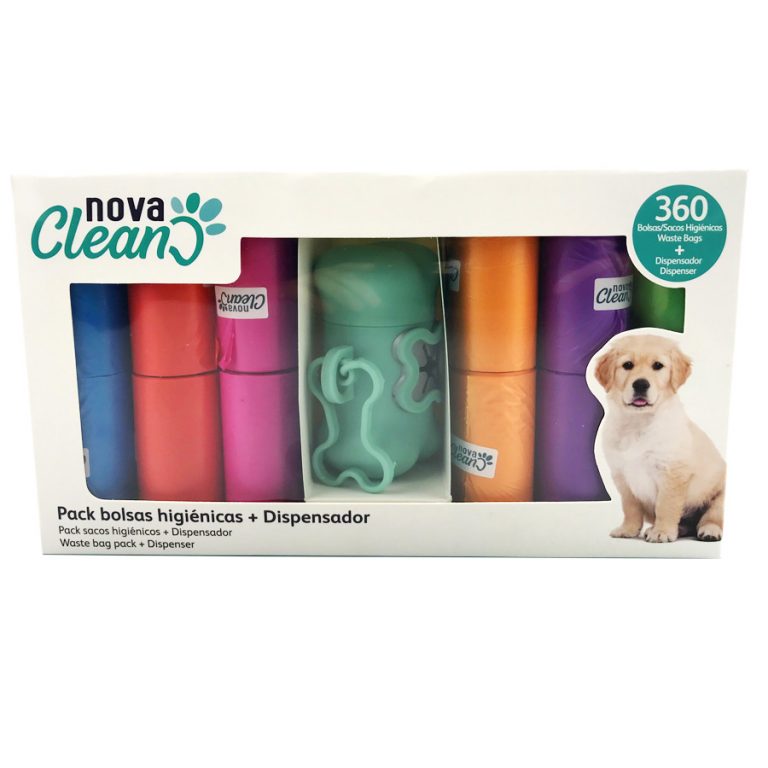 nova
Clean
360
Bolsas/Sacos Higiénicas
Waste Bags
+
Dispensador
Dispenser
nova
Clean
nova
Clean
nova
Clean
Pack bolsas higiénicas + Dispensador
Pack sacos higiénicos + Dispensador
Waste bag pack + Dispenser